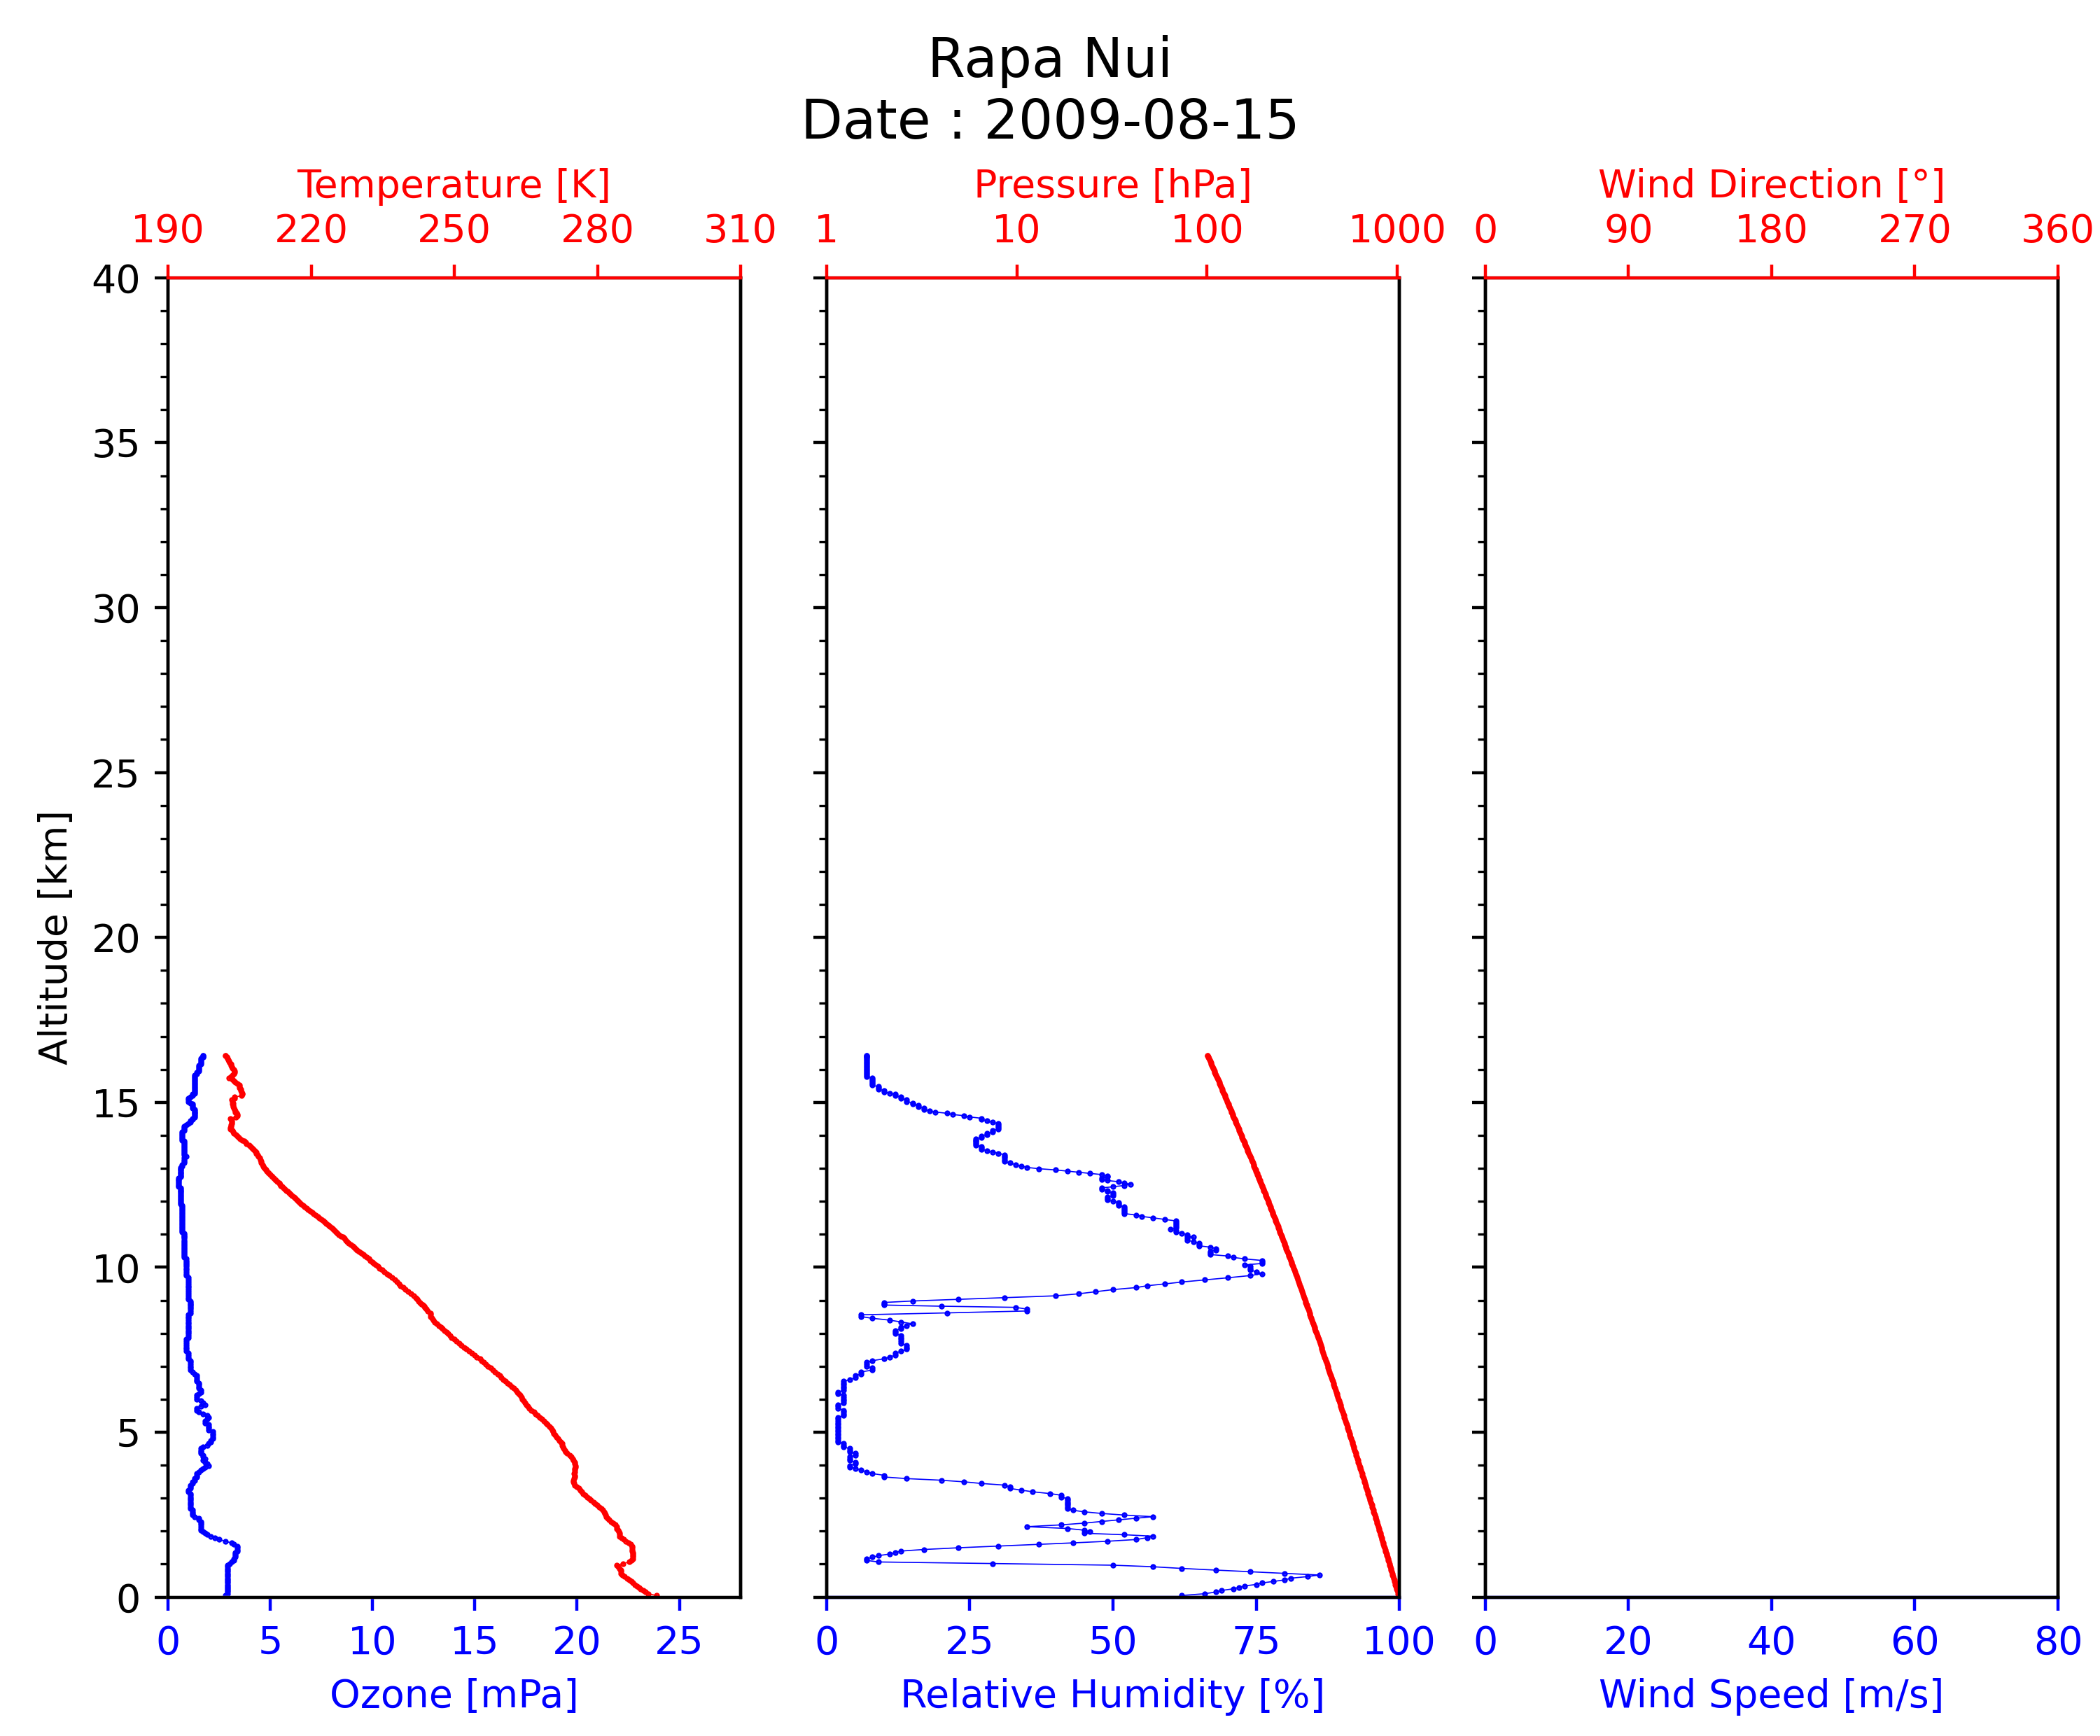 Rapa Nui
Date : 2009-08-15
Temperature [K]
190 220 250 280 310
Pressure [hPa]
1 10 100 1000
Wind Direction [°]
0 90 180 270 360
Altitude [km]
40
35
30
25
20
15
10
5
0
0 5 10 15 20 25
Ozone [mPa]
0 25 50 75 100
Relative Humidity [%]
0 20 40 60 80
Wind Speed [m/s]